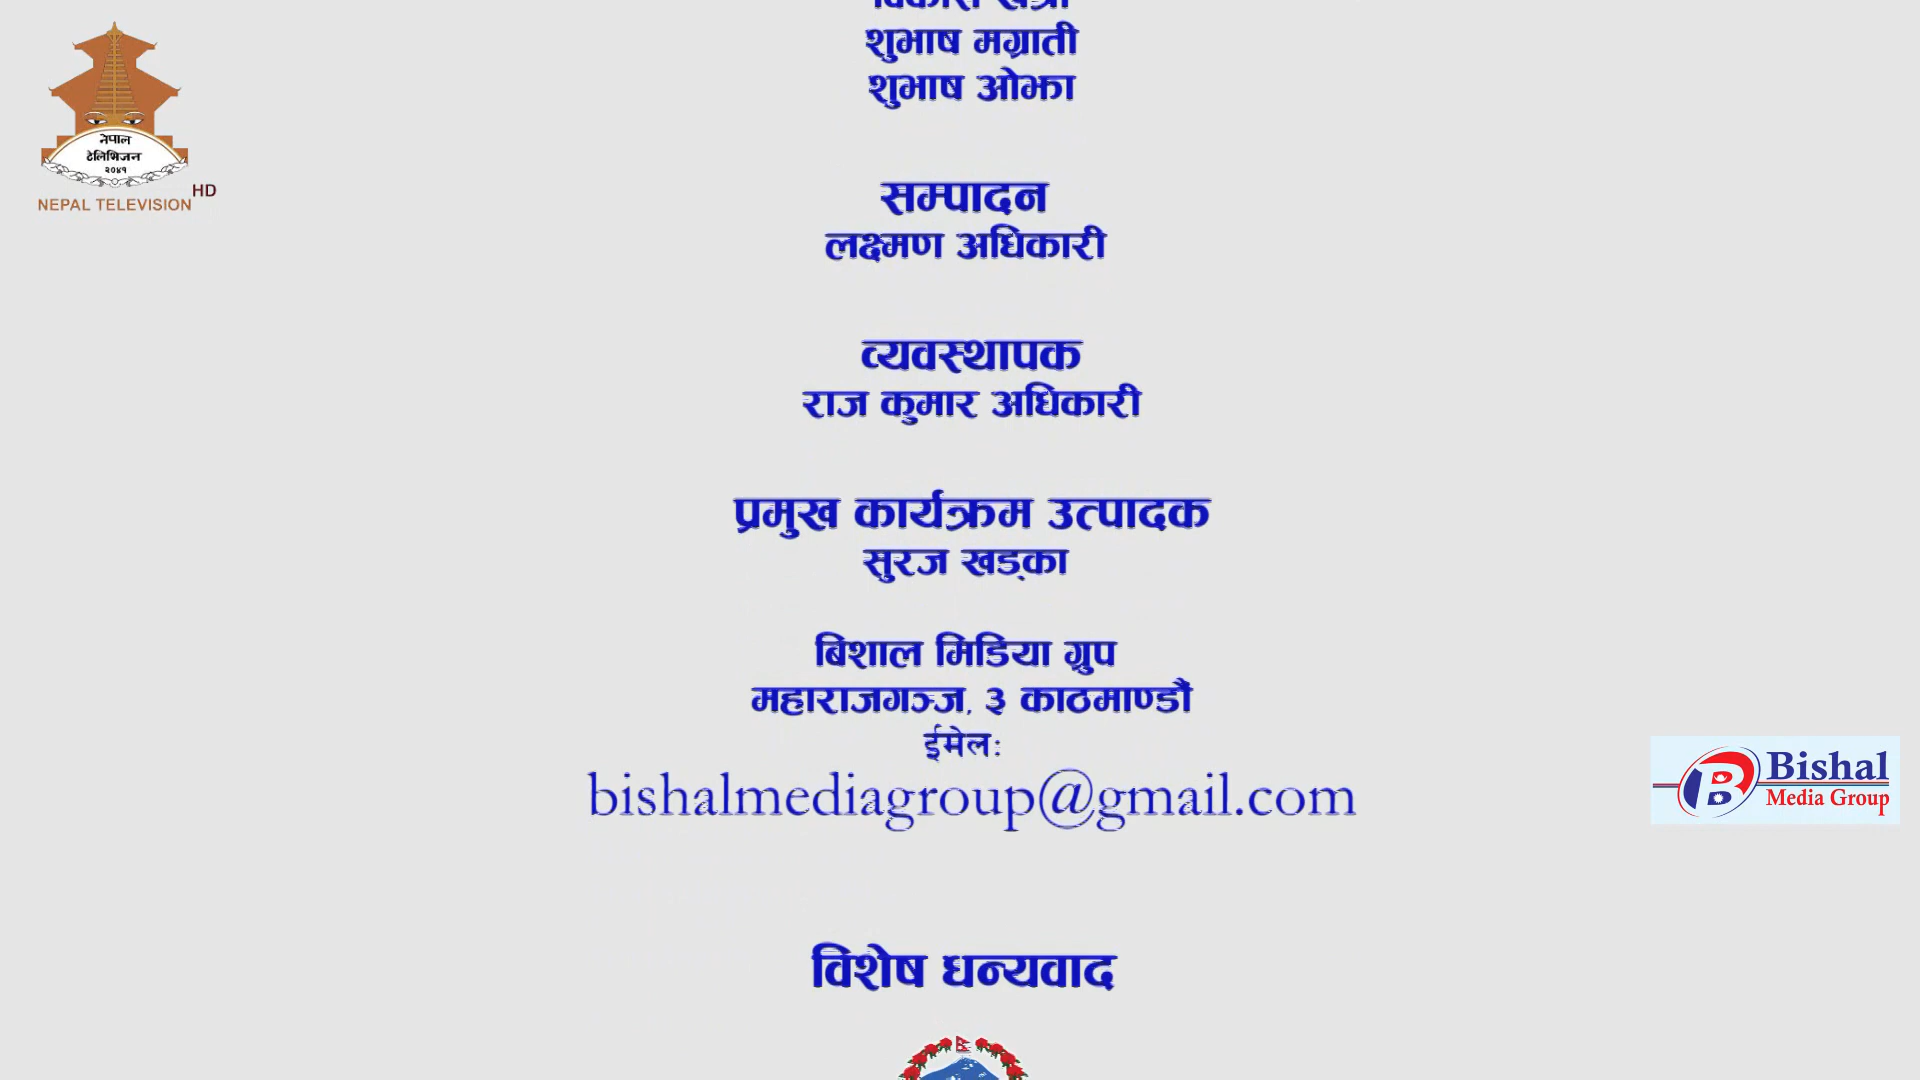 शुभाष मग्राती
शुभाष ओझा
नेपाल
टेलिभिजन
२०४१
HD
NEPAL TELEVISION
सम्पादन
लक्ष्मण अधिकारी
व्यवस्थापक
राज कुमार अधिकारी
प्रमुख कार्यक्रम उत्पादक
सुरज खड्का
बिशाल मिडिया ग्रुप
महाराजगञ्ज, ३ काठमाण्डौं
ईमेल:
bishalmediagroup@gmail.com
B
Bishal
Media Group
विशेष धन्यवाद